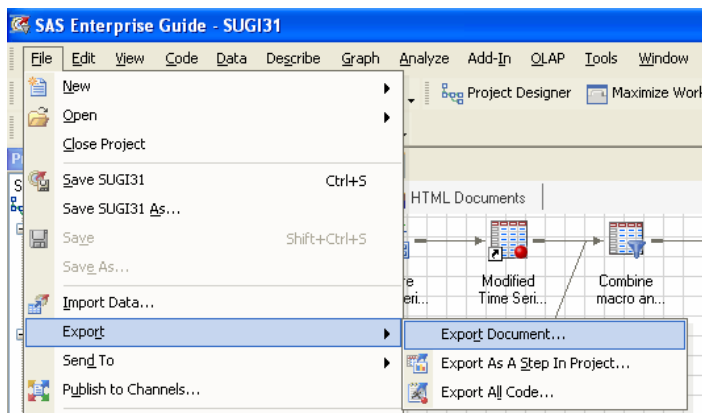 SAS Enterprise Guide - SUGI31
File Edit View Code Data Describe Graph Analyze Add-In OLAP Tools Window
New
Project Designer Maximize Work
Open
Close Project
Save SUGI31 Ctrl+S
HTML Documents
Save SUGI31 As...
Save Shift+Ctrl+S
Save As...
Modified Combine
Time Seri... macro an...
Import Data...
Export
Export Document...
Send To
Export As A Step In Project...
Publish to Channels...
Export All Code...